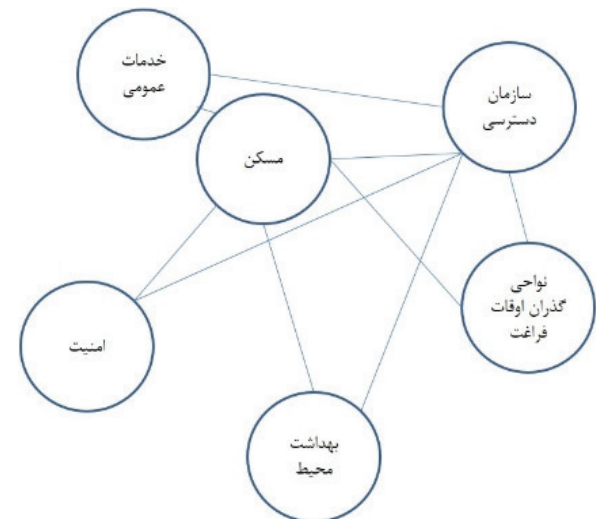 خدمات
عمومی
سازمان
دسترسی
مسکن
نواحی
گذران اوقات
فراغت
امنیت
بهداشت
محیط